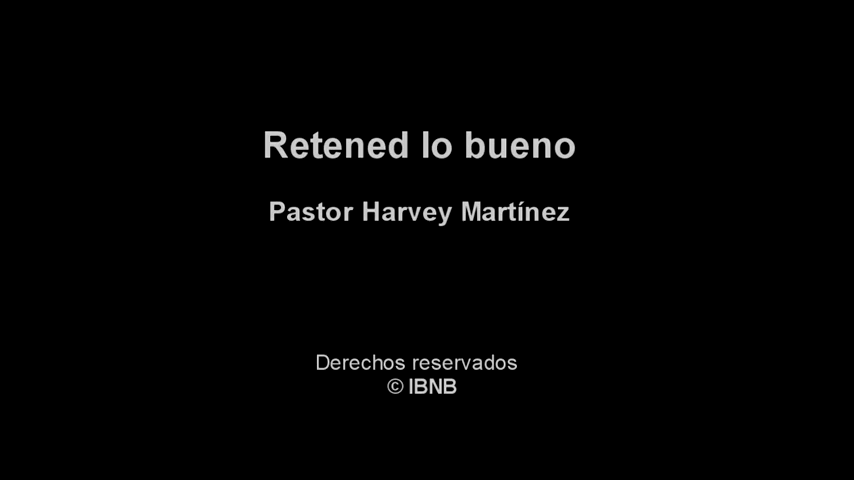 Retened lo bueno
Pastor Harvey Martínez
Derechos reservados
© IBNB